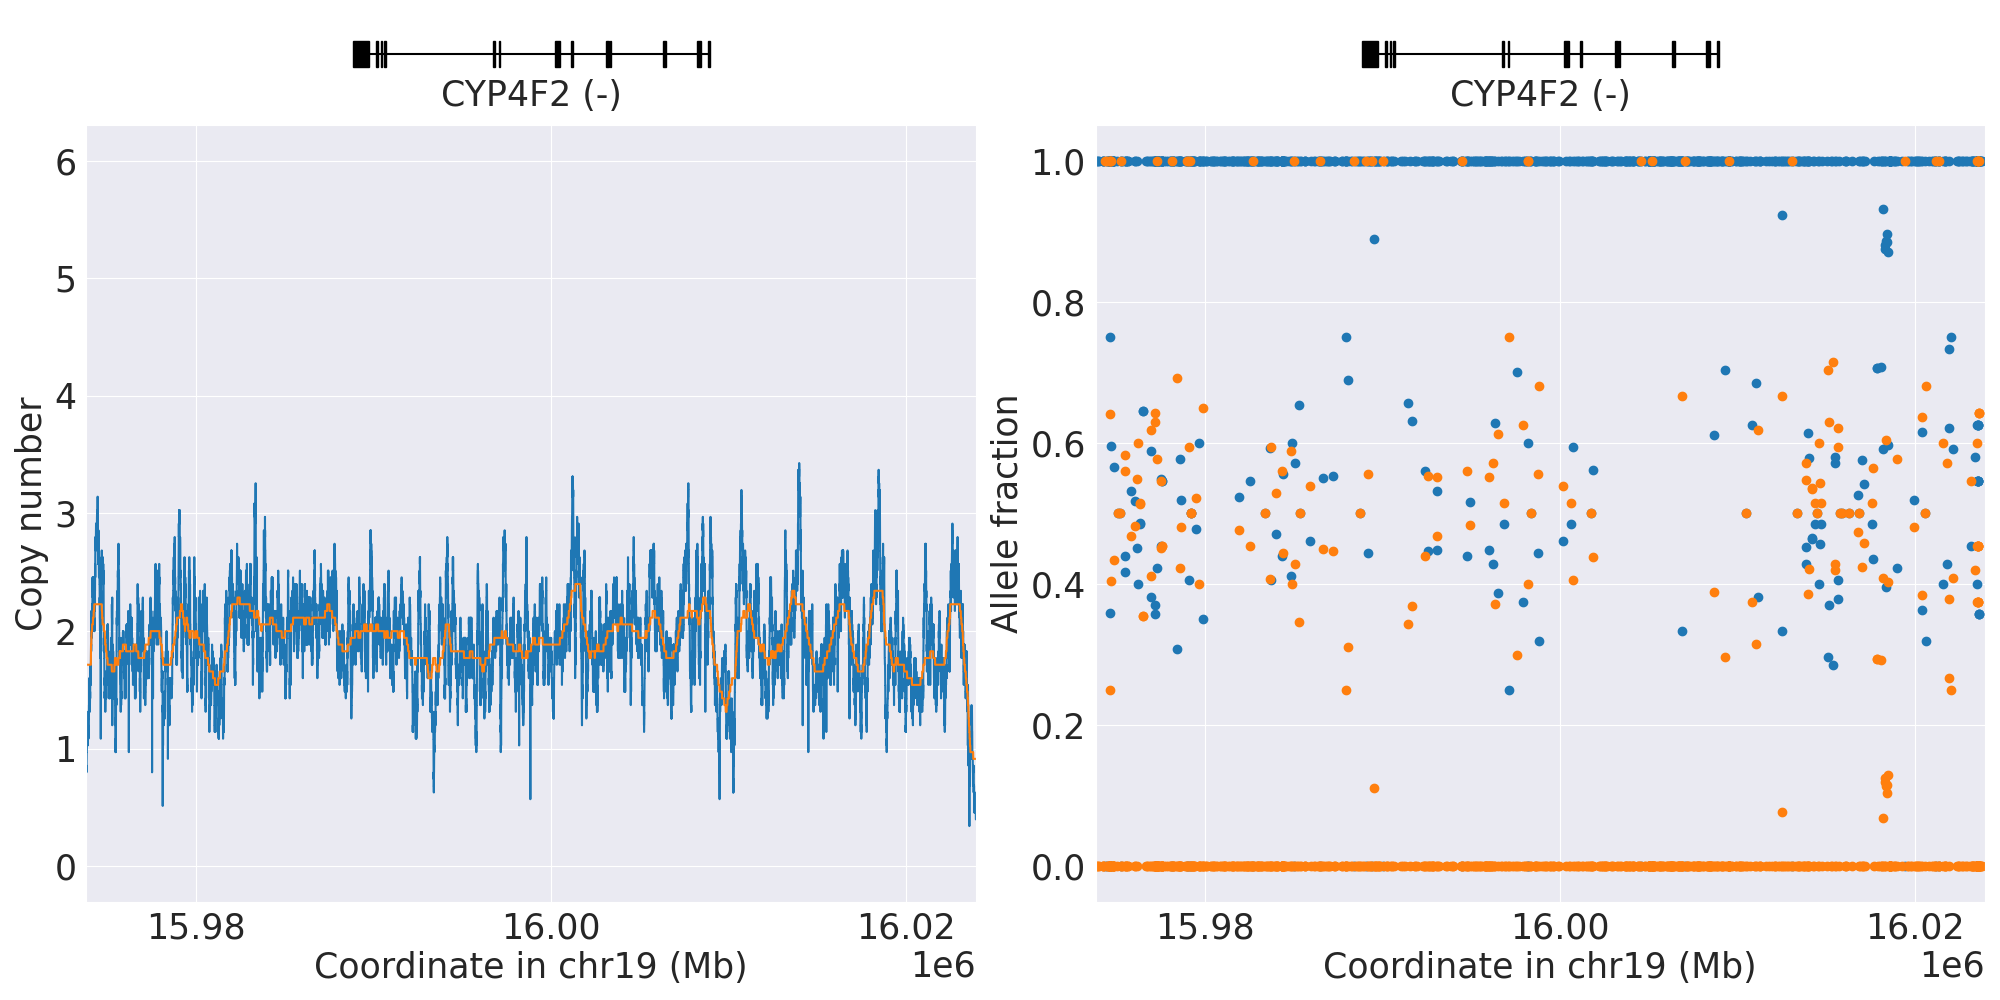 CYP4F2 (-)
6
5
4
3
2
1
0
Copy number
15.98
16.00
16.02
Coordinate in chr19 (Mb)
1e6
CYP4F2 (-)
1.0
0.8
0.6
0.4
0.2
0.0
Allele fraction
15.98
16.00
16.02
Coordinate in chr19 (Mb)
1e6